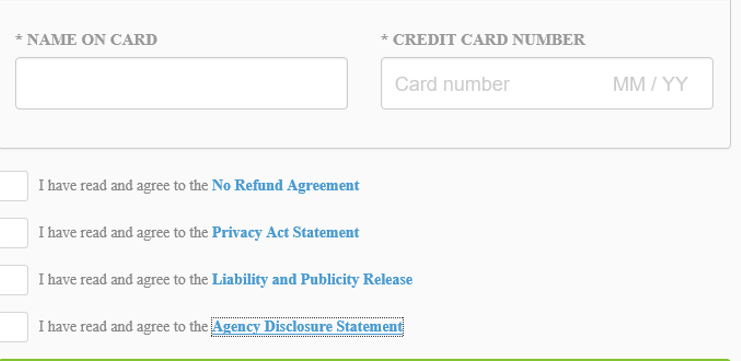 * NAME ON CARD
* CREDIT CARD NUMBER
Card number
MM / YY
I have read and agree to the No Refund Agreement
I have read and agree to the Privacy Act Statement
I have read and agree to the Liability and Publicity Release
I have read and agree to the Agency Disclosure Statement